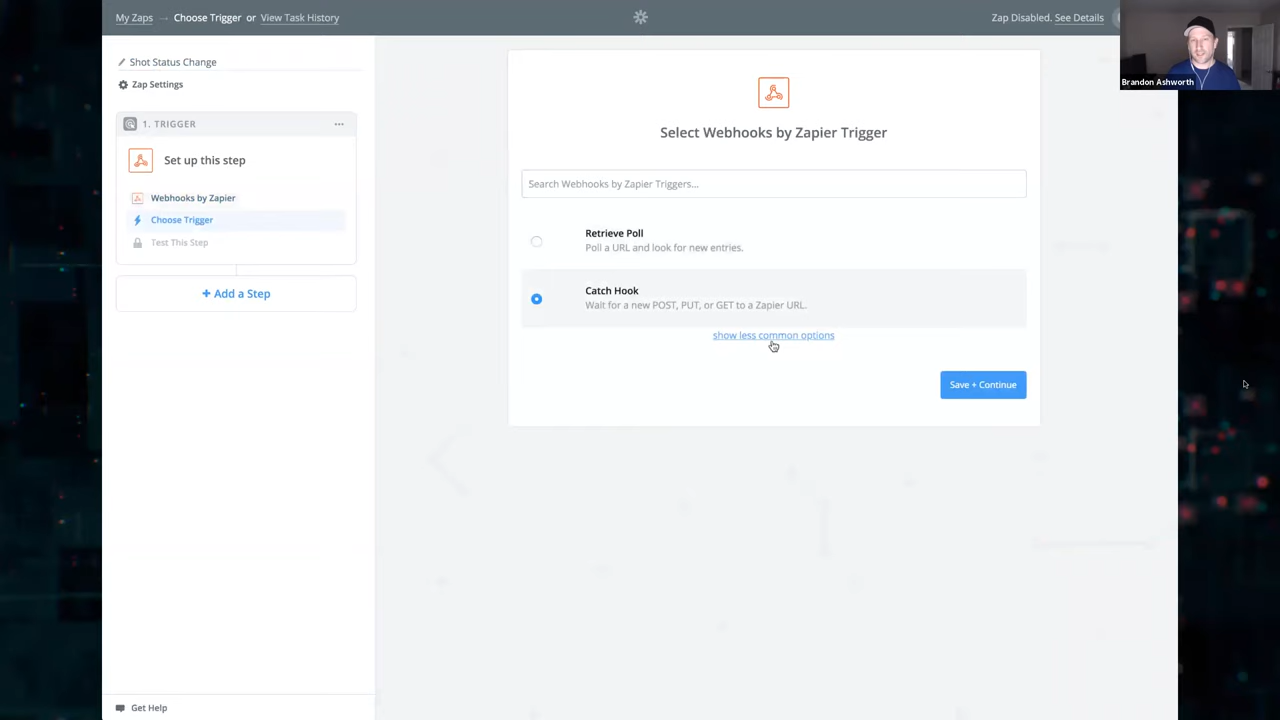 My Zaps → Choose Trigger or View Task History
Zap Disabled. See Details
Brandon Ashworth
Shot Status Change
Zap Settings
1. TRIGGER
Set up this step
Webhooks by Zapier
Choose Trigger
Test This Step
+ Add a Step
Select Webhooks by Zapier Trigger
Search Webhooks by Zapier Triggers...
Retrieve Poll
Poll a URL and look for new entries.
Catch Hook
Wait for a new POST, PUT, or GET to a Zapier URL.
show less common options
Save + Continue
Get Help